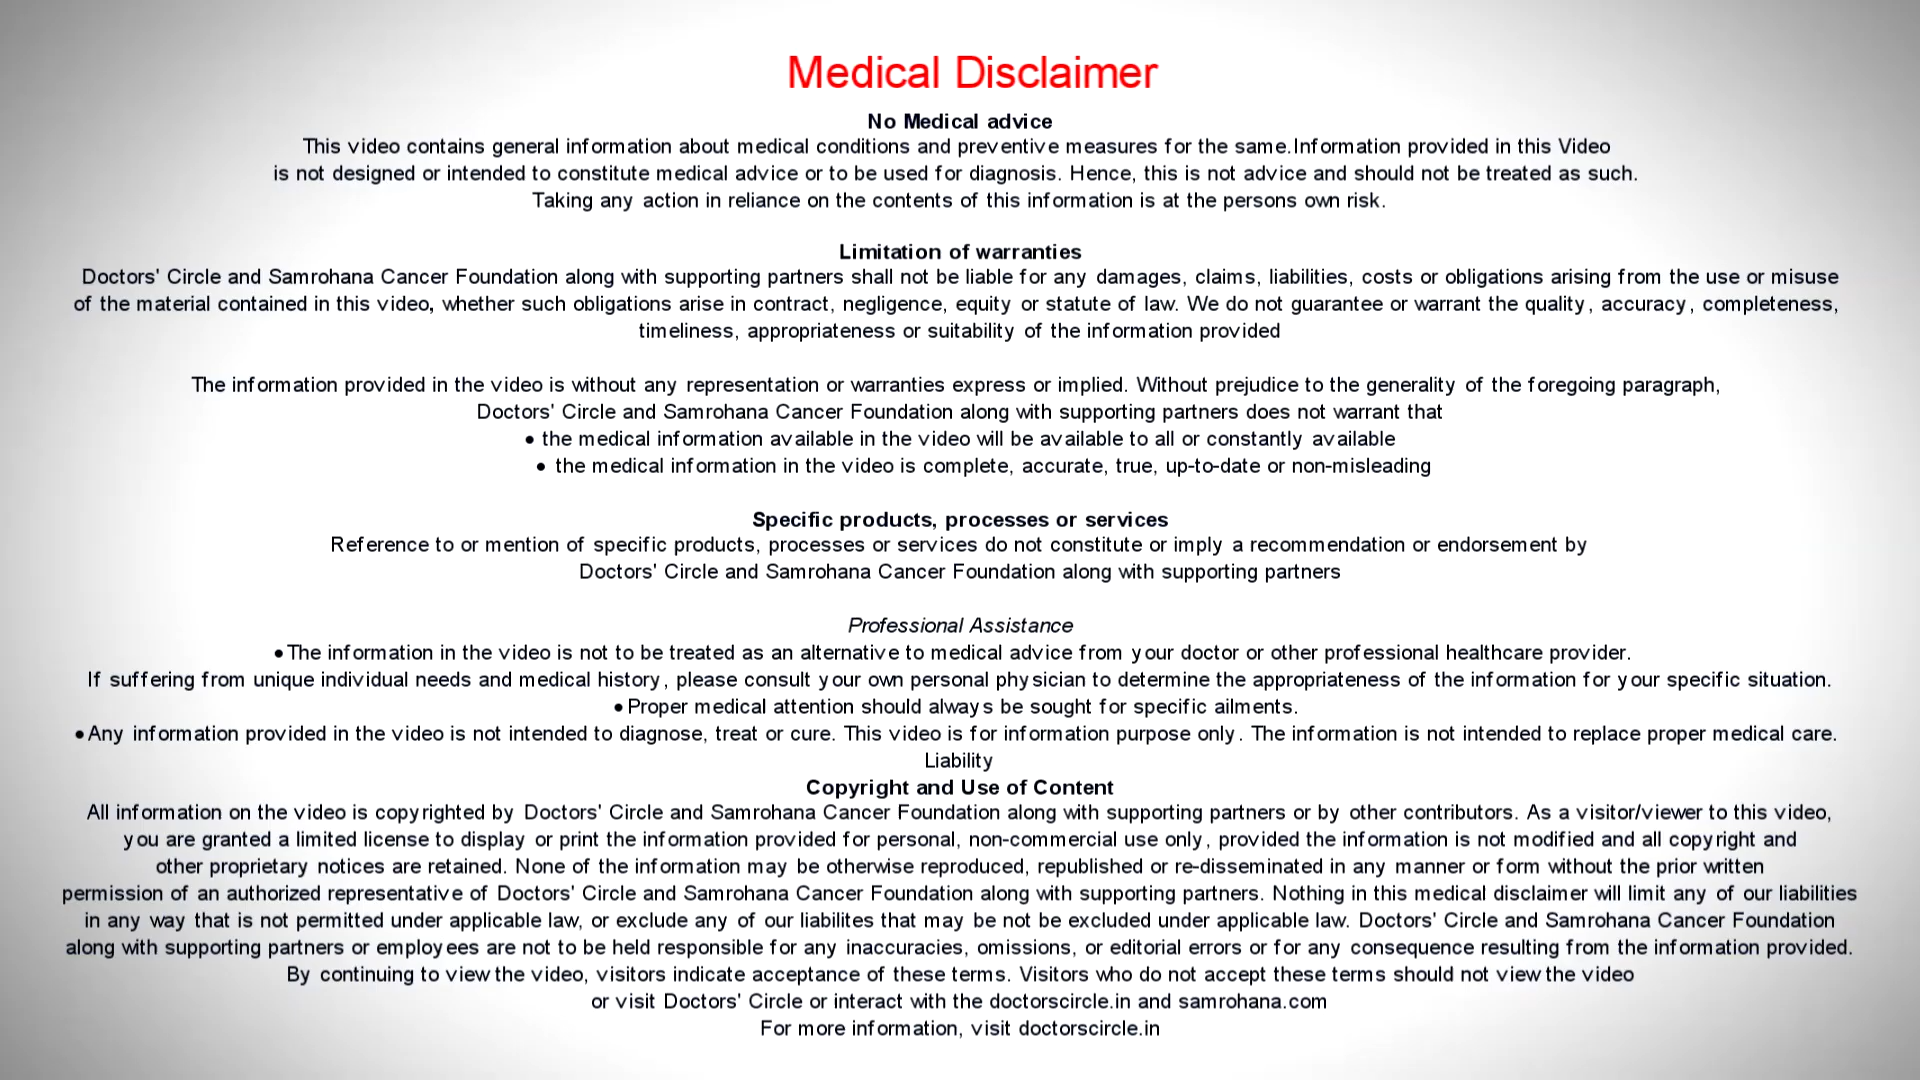 Medical Disclaimer
No Medical advice
This video contains general information about medical conditions and preventive measures for the same.Information provided in this Video
is not designed or intended to constitute medical advice or to be used for diagnosis. Hence, this is not advice and should not be treated as such.
Taking any action in reliance on the contents of this information is at the persons own risk.
Limitation of warranties
Doctors' Circle and Samrohana Cancer Foundation along with supporting partners shall not be liable for any damages, claims, liabilities, costs or obligations arising from the use or misuse
of the material contained in this video, whether such obligations arise in contract, negligence, equity or statute of law. We do not guarantee or warrant the quality, accuracy, completeness,
timeliness, appropriateness or suitability of the information provided
The information provided in the video is without any representation or warranties express or implied. Without prejudice to the generality of the foregoing paragraph,
Doctors' Circle and Samrohana Cancer Foundation along with supporting partners does not warrant that
• the medical information available in the video will be available to all or constantly available
• the medical information in the video is complete, accurate, true, up-to-date or non-misleading
Specific products, processes or services
Reference to or mention of specific products, processes or services do not constitute or imply a recommendation or endorsement by
Doctors' Circle and Samrohana Cancer Foundation along with supporting partners
Professional Assistance
•The information in the video is not to be treated as an alternative to medical advice from your doctor or other professional healthcare provider.
If suffering from unique individual needs and medical history, please consult your own personal physician to determine the appropriateness of the information for your specific situation.
•Proper medical attention should always be sought for specific ailments.
•Any information provided in the video is not intended to diagnose, treat or cure. This video is for information purpose only. The information is not intended to replace proper medical care.
Liability
Copyright and Use of Content
All information on the video is copyrighted by Doctors' Circle and Samrohana Cancer Foundation along with supporting partners or by other contributors. As a visitor/viewer to this video,
you are granted a limited license to display or print the information provided for personal, non-commercial use only, provided the information is not modified and all copyright and
other proprietary notices are retained. None of the information may be otherwise reproduced, republished or re-disseminated in any manner or form without the prior written
permission of an authorized representative of Doctors' Circle and Samrohana Cancer Foundation along with supporting partners. Nothing in this medical disclaimer will limit any of our liabilities
in any way that is not permitted under applicable law, or exclude any of our liabilites that may be not be excluded under applicable law. Doctors' Circle and Samrohana Cancer Foundation
along with supporting partners or employees are not to be held responsible for any inaccuracies, omissions, or editorial errors or for any consequence resulting from the information provided.
By continuing to view the video, visitors indicate acceptance of these terms. Visitors who do not accept these terms should not view the video
or visit Doctors' Circle or interact with the doctorscircle.in and samrohana.com
For more information, visit doctorscircle.in